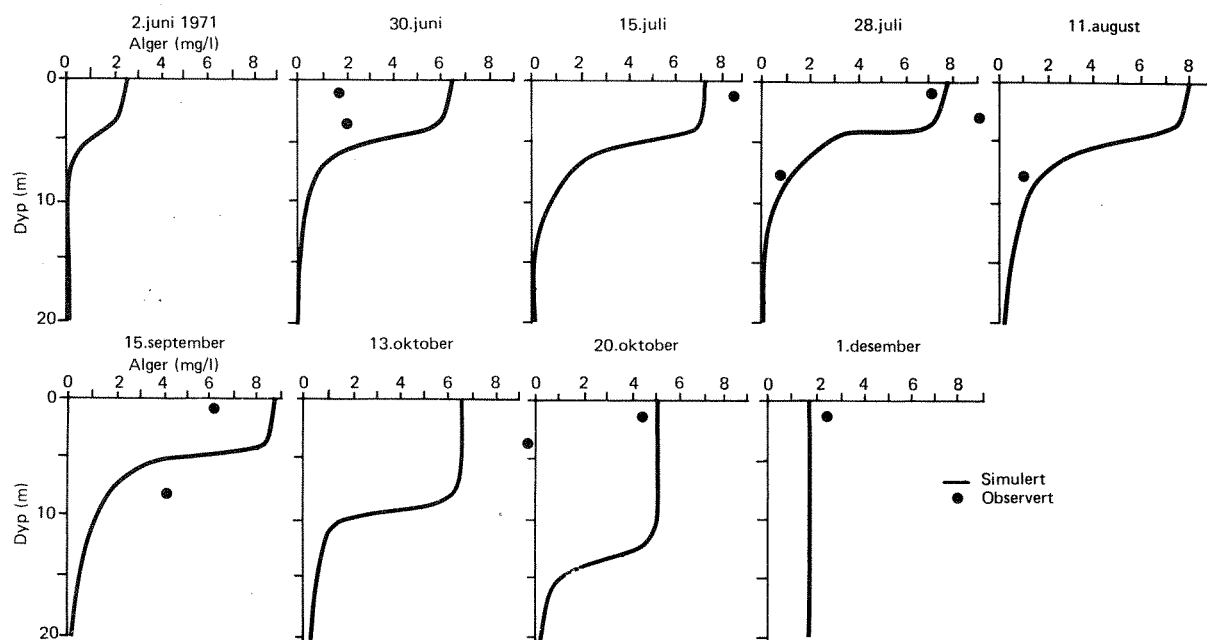 2.juni 1971
30.juni
15.juli
28.juli
11.august
Alger (mg/l)
0 2 4 6 8
0 2 4 6 8
0 2 4 6 8
0 2 4 6 8
0 2 4 6 8
0
10
20
Dyp (m)
15.september
13.oktober
20.oktober
1.desember
Alger (mg/l)
0 2 4 6 8
0 2 4 6 8
0 2 4 6 8
0 2 4 6 8
0
10
20
Dyp (m)
Simulert
Observert